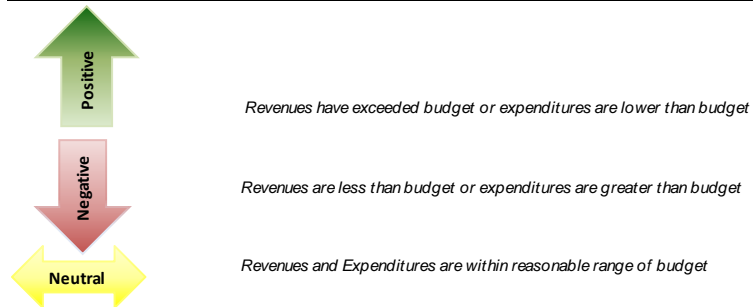 Positive
Revenues have exceeded budget or expenditures are lower than budget
Negative
Revenues are less than budget or expenditures are greater than budget
Neutral
Revenues and Expenditures are within reasonable range of budget